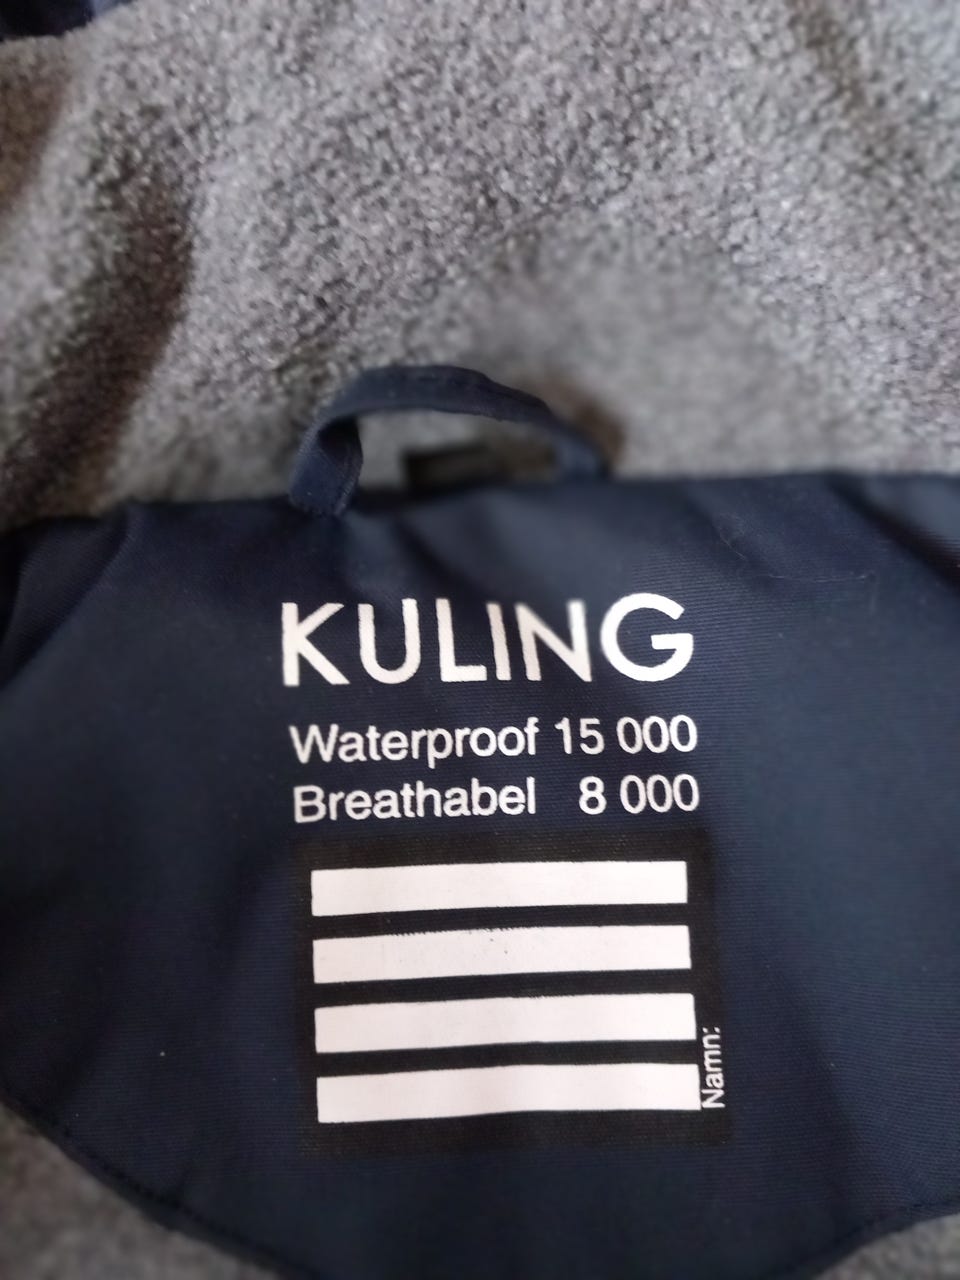 KULING
Waterproof 15 000
Breathabel 8 000
Namn: